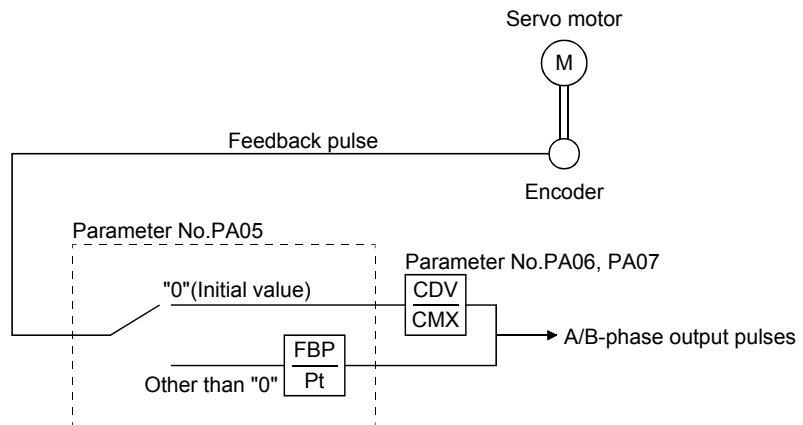 Servo motor
M
Feedback pulse
Encoder
Parameter No.PA05
Parameter No.PA06, PA07
"0"(Initial value)
CDV
CMX
A/B-phase output pulses
FBP
Other than "0"
Pt